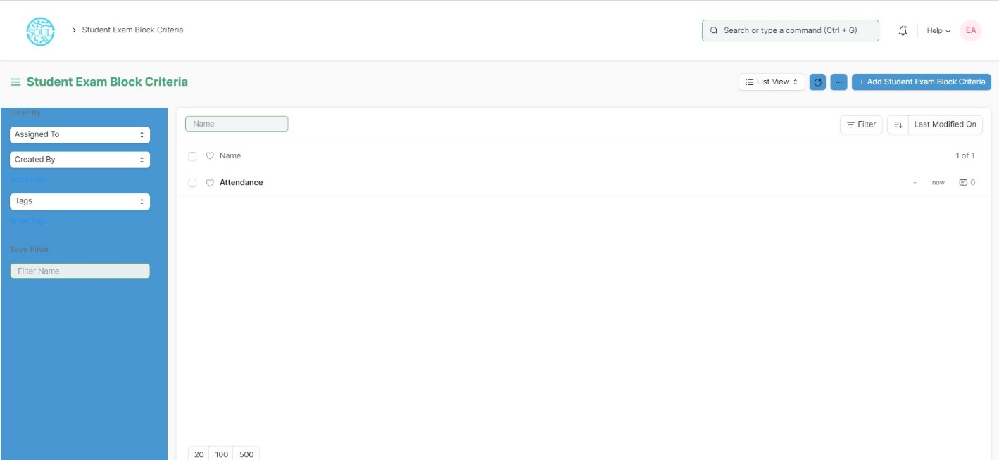 SOUL
Student Exam Block Criteria
Search or type a command (Ctrl + G)
Help
EA
Student Exam Block Criteria
List View
...
+ Add Student Exam Block Criteria
Filter By
Assigned To
Created By
Edit Filters
Tags
Show Tags
Save Filter
Filter Name
Name
Filter
Last Modified On
Name
1 of 1
Attendance
- now 0
20 100 500